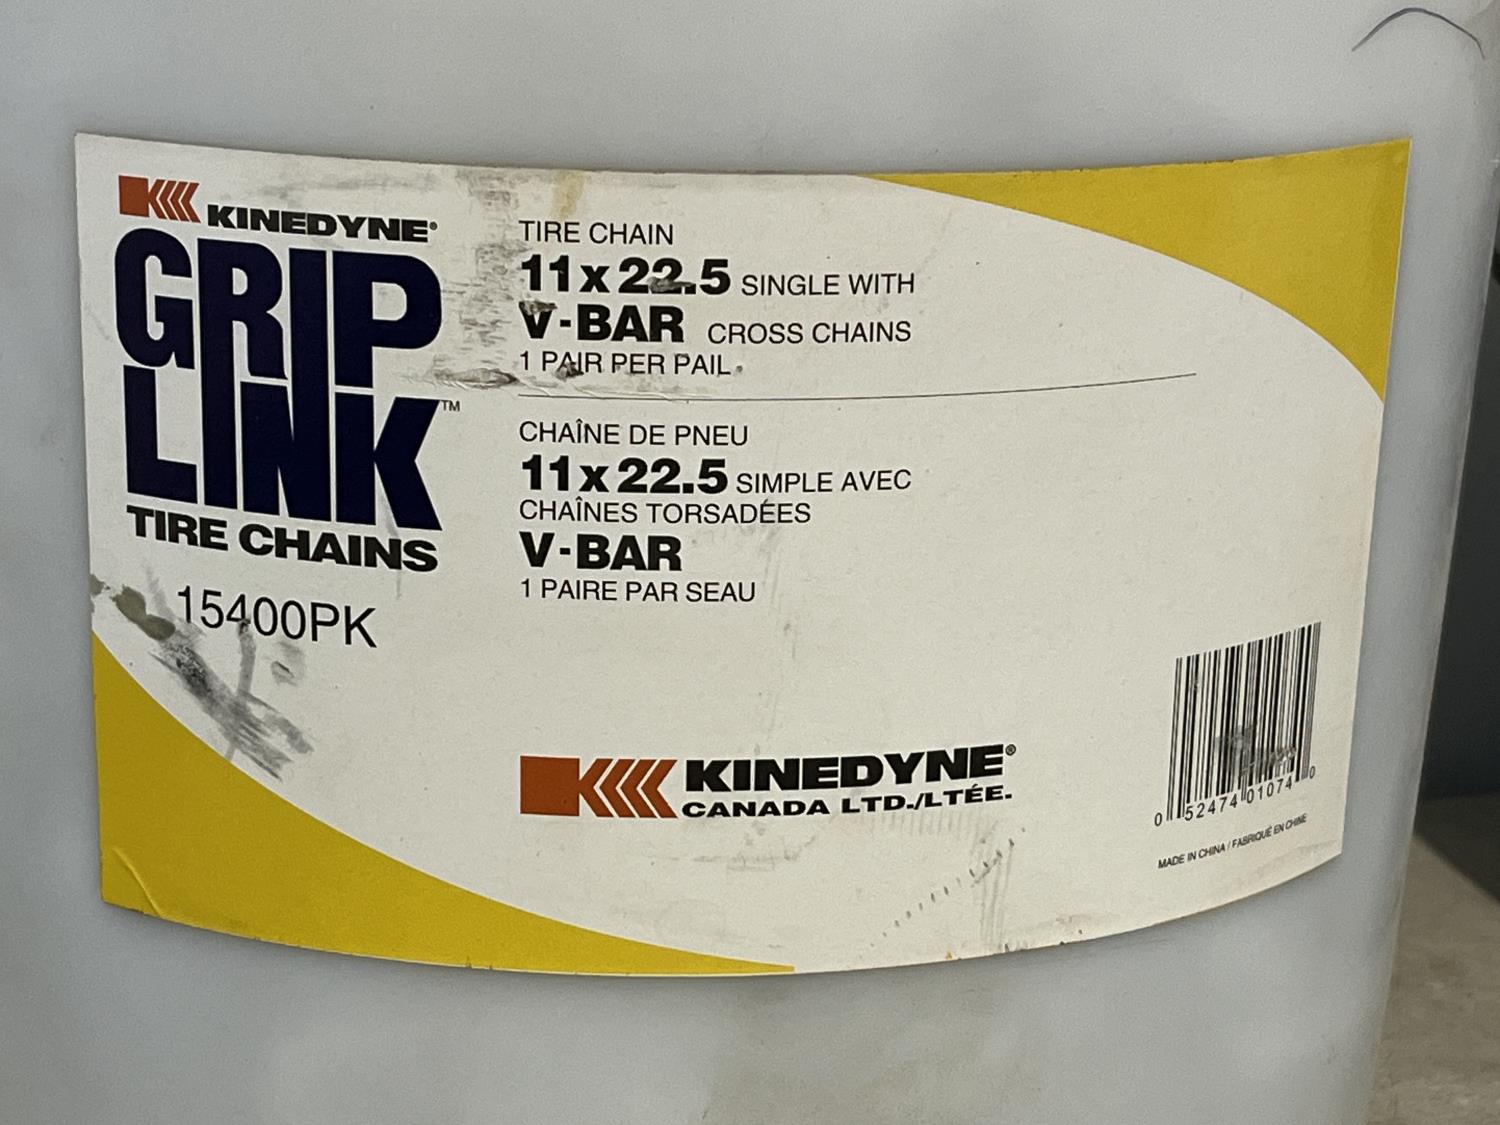 KINEDYNE®
GRIP
LINK™
TIRE CHAINS
15400PK
TIRE CHAIN
11 x 22.5 SINGLE WITH
V-BAR CROSS CHAINS
1 PAIR PER PAIL.
CHAÎNE DE PNEU
11 x 22.5 SIMPLE AVEC
CHAÎNES TORSADÉES
V-BAR
1 PAIRE PAR SEAU
KINEDYNE®
CANADA LTD./LTÉE.
0 52474 01074 0
MADE IN CHINA / FABRIQUÉ EN CHINE